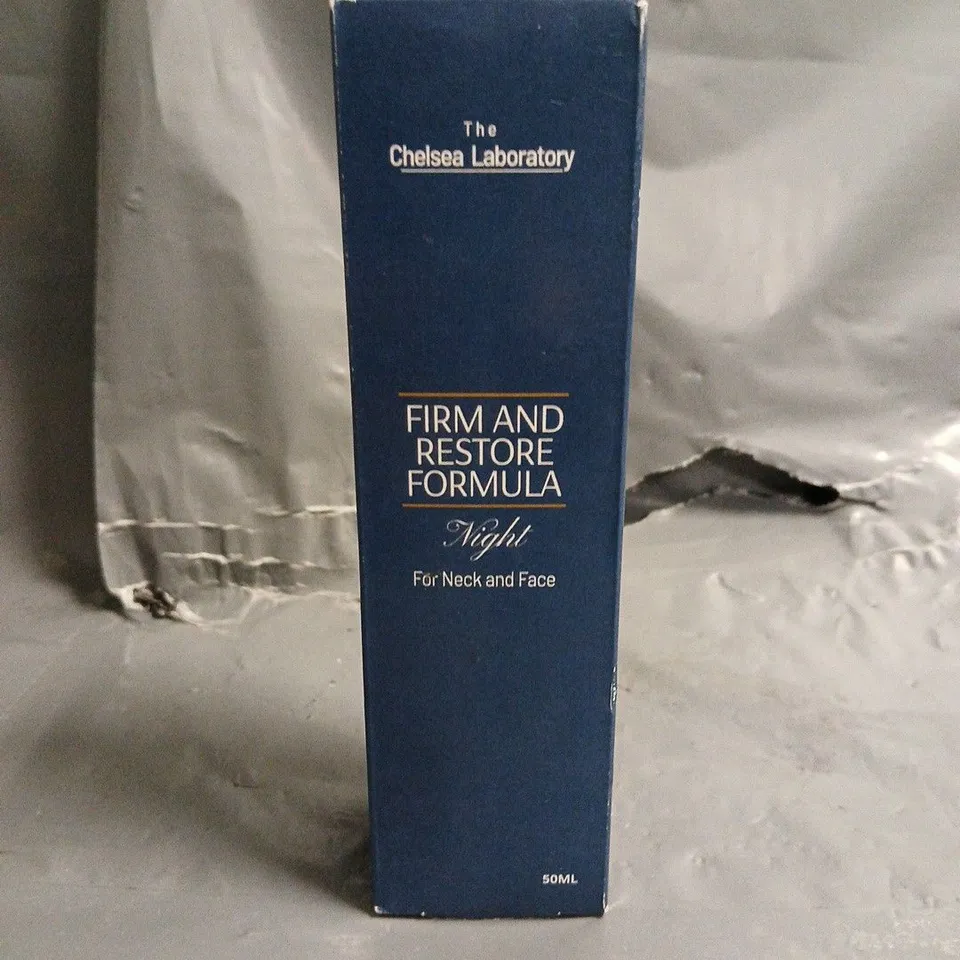 The
Chelsea Laboratory
FIRM AND
RESTORE
FORMULA
Night
For Neck and Face
50ML